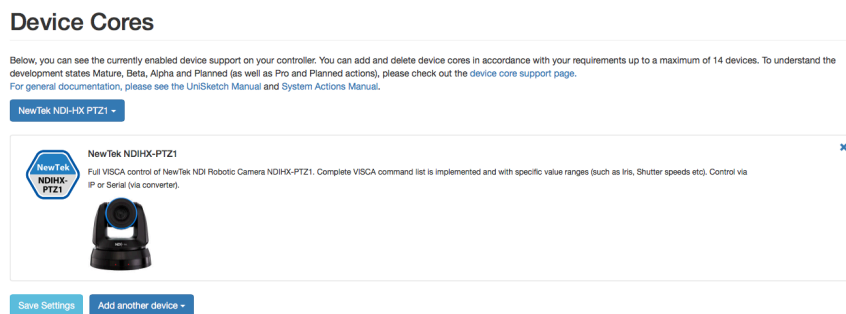 Device Cores
Below, you can see the currently enabled device support on your controller. You can add and delete device cores in accordance with your requirements up to a maximum of 14 devices. To understand the
development states Mature, Beta, Alpha and Planned (as well as Pro and Planned actions), please check out the device core support page.
For general documentation, please see the UniSketch Manual and System Actions Manual.
NewTek NDI-HX PTZ1
NewTek NDIHX-PTZ1
NewTek
NDIHX-
PTZ1
Full VISCA control of NewTek NDI Robotic Camera NDIHX-PTZ1. Complete VISCA command list is implemented and with specific value ranges (such as Iris, Shutter speeds etc). Control via
IP or Serial (via converter).
NDI
Save Settings
Add another device